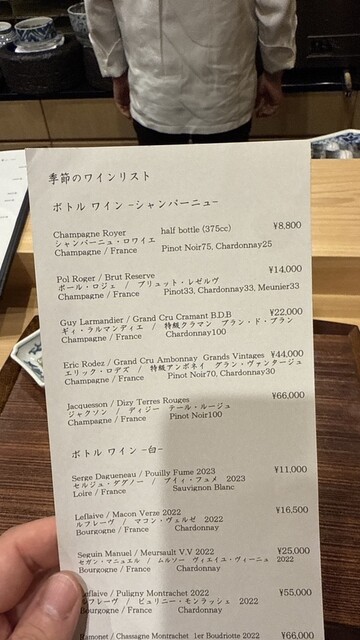 季節のワインリスト
ボトル ワイン -シャンパーニュ-
Champagne Royer half bottle (375cc) ¥8,800
シャンパーニュ・ロワイエ
Champagne / France Pinot Noir75, Chardonnay25
Pol Roger / Brut Reserve ¥14,000
ポール・ロジェ / ブリュット・レゼルヴ
Champagne / France Pinot33, Chardonnay33, Meunier33
Guy Larmandier / Grand Cru Cramant B.D.B ¥22,000
ギィ・ラルマンディエ / 特級クラマン ブラン・ド・ブラン
Champagne / France Chardonnay100
Eric Rodez / Grand Cru Ambonnay Grands Vintages ¥44,000
エリック・ロデズ / 特級アンボネイ グラン・ヴァンタージュ
Champagne / France Pinot Noir70, Chardonnay30
Jacquesson / Dizy Terres Rouges ¥66,000
ジャクソン / ディジー テール・ルージュ
Champagne / France Pinot Noir100
ボトル ワイン -白-
Serge Dagueneau / Pouilly Fume 2023 ¥11,000
セルジュ・ダグノー / プイィ・フュメ 2023
Loire / France Sauvignon Blanc
Leflaive / Macon Verze 2022 ¥16,500
ルフレーヴ / マコン・ヴェルゼ 2022
Bourgogne / France Chardonnay
Seguin Manuel / Meursault V.V 2022 ¥25,000
セガン・マニュエル / ムルソー ヴィエイユ・ヴィーニュ 2022
Bourgogne / France Chardonnay
Leflaive / Puligny Montrachet 2022 ¥55,000
ルフレーヴ / ピュリニー・モンラッシェ 2022
Bourgogne / France Chardonnay
Ramonet / Chassagne Montrachet 1er Boudriotte 2022 ¥66,000